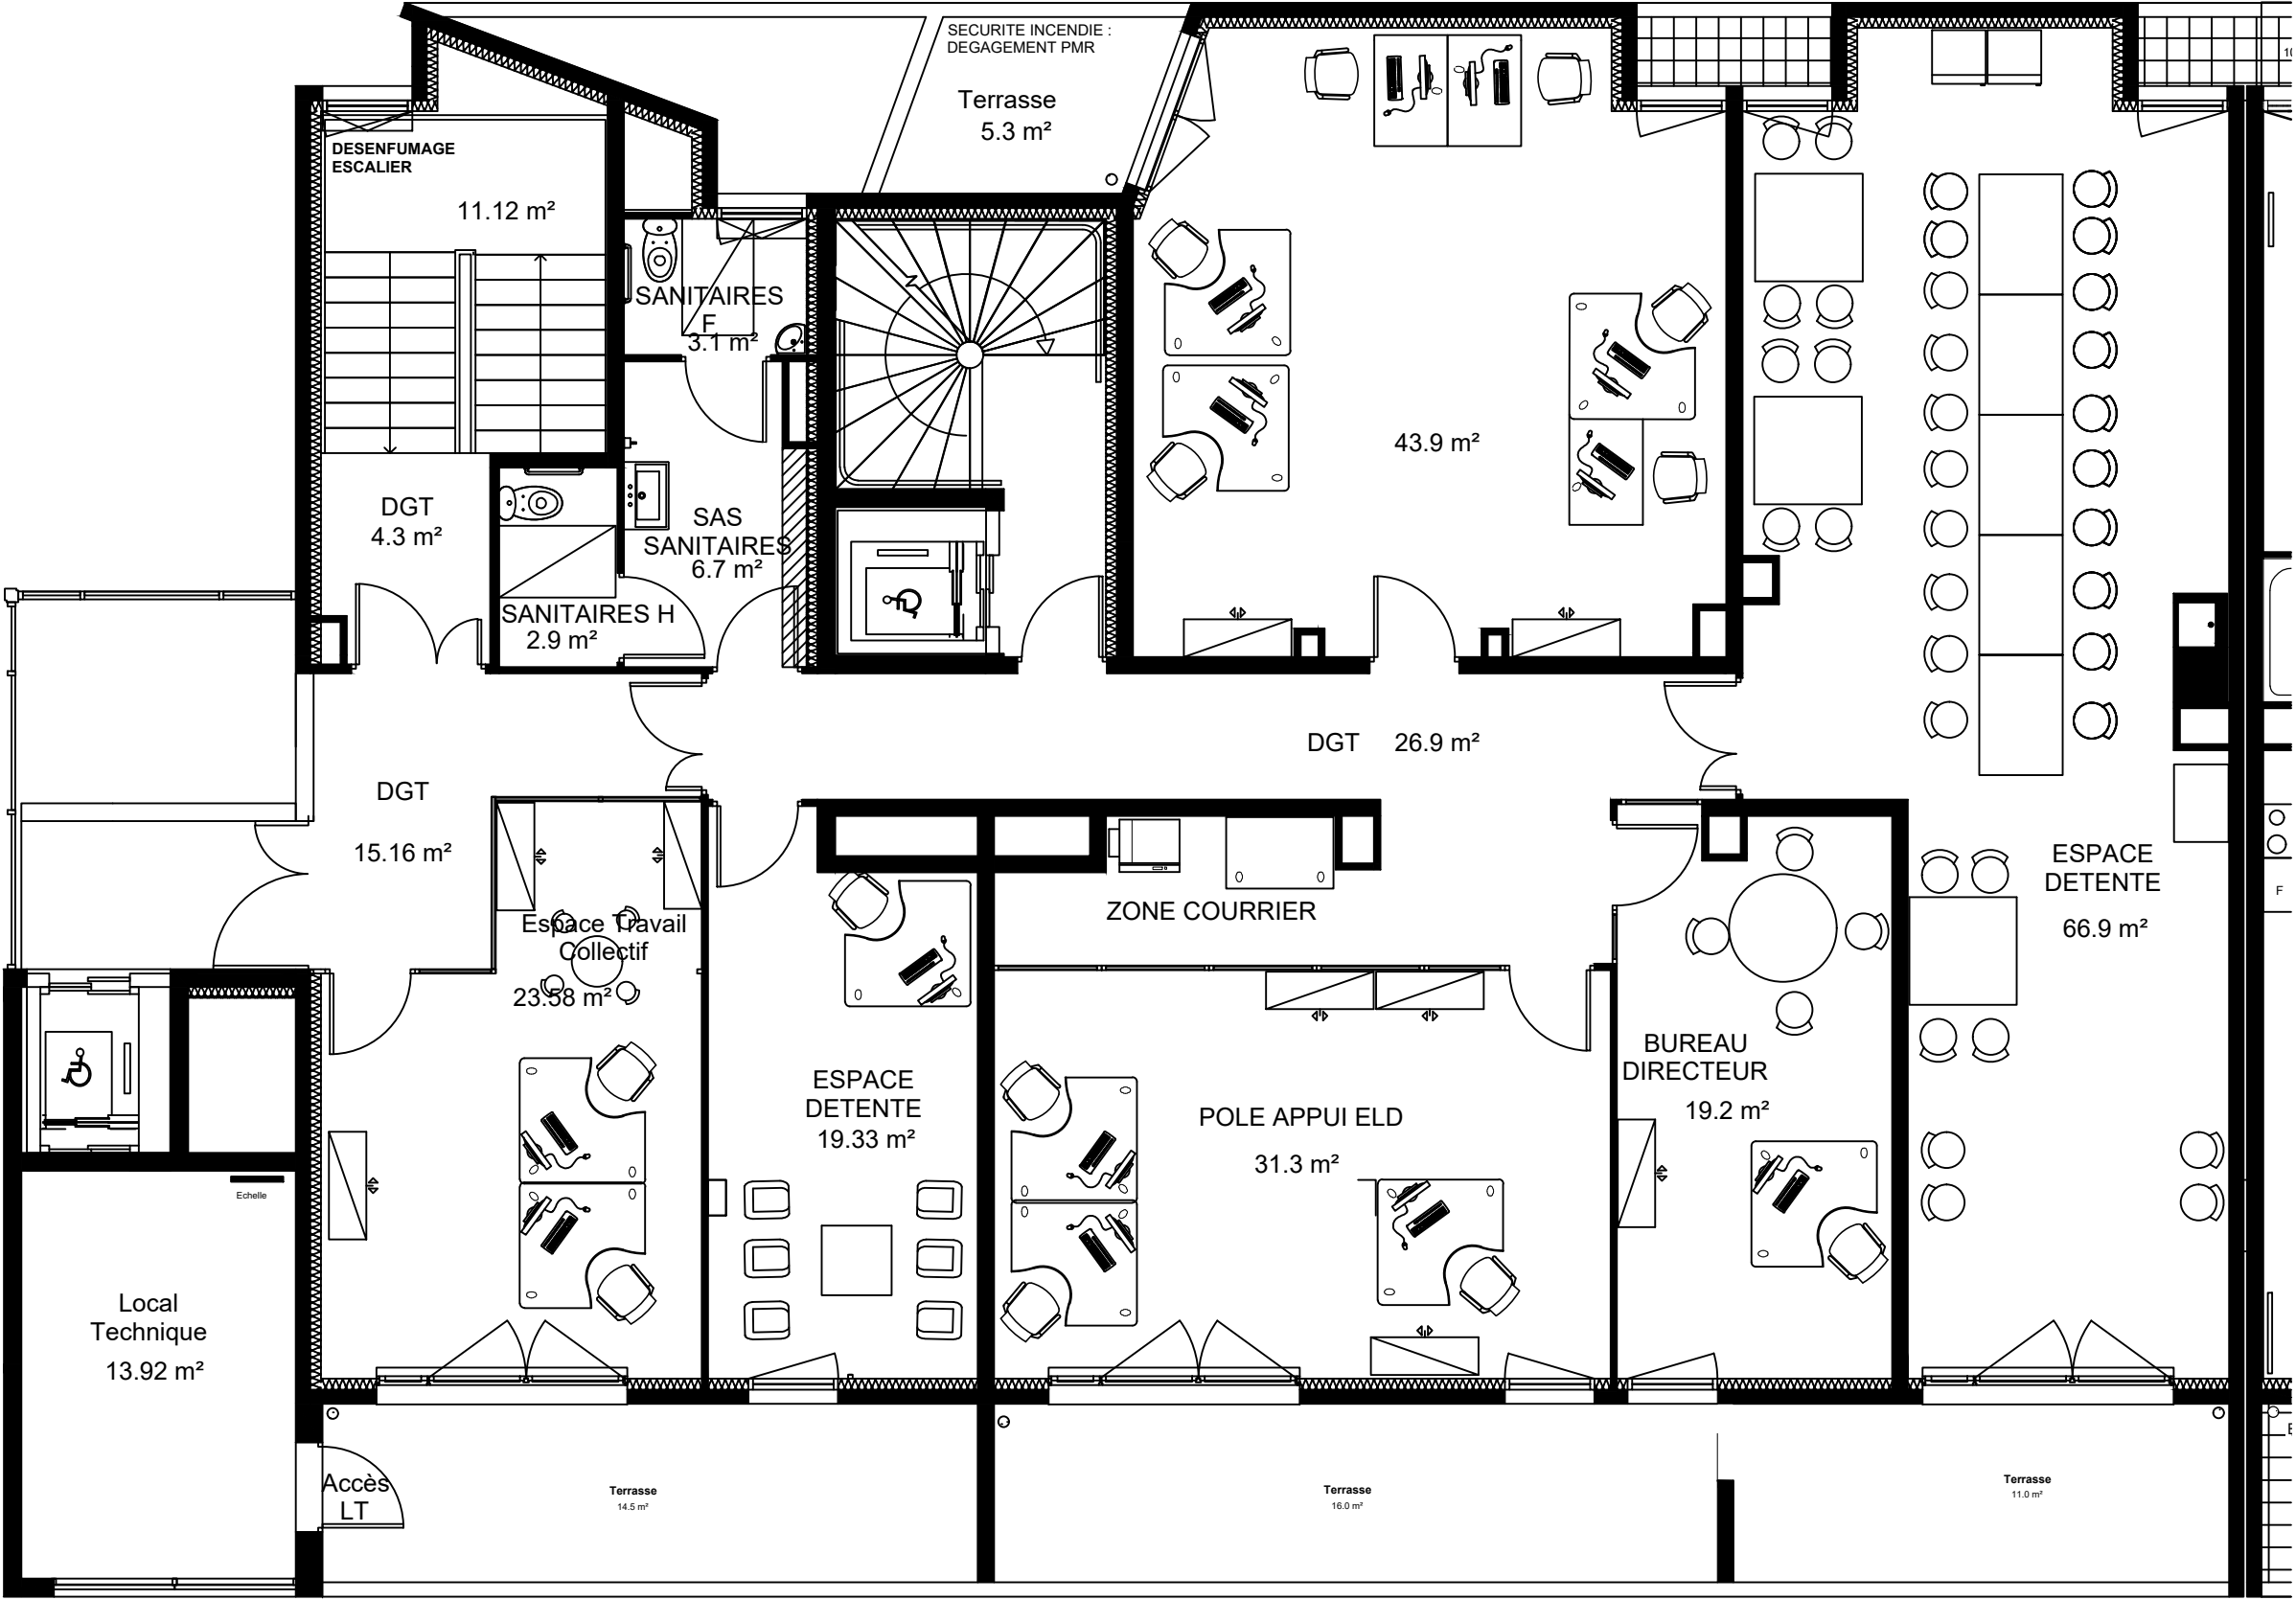 SECURITE INCENDIE :
DEGAGEMENT PMR
Terrasse
5.3 m²
DESENFUMAGE
ESCALIER
11.12 m²
SANITAIRES
F
3.1 m²
43.9 m²
DGT
4.3 m²
SAS
SANITAIRES
6.7 m²
SANITAIRES H
2.9 m²
DGT 26.9 m²
DGT
15.16 m²
ESPACE
DETENTE
66.9 m²
F
ZONE COURRIER
Espace Travail
Collectif
23.58 m²
BUREAU
DIRECTEUR
19.2 m²
ESPACE
DETENTE
19.33 m²
POLE APPUI ELD
31.3 m²
Echelle
Local
Technique
13.92 m²
Accès
LT
Terrasse
14.5 m²
Terrasse
16.0 m²
Terrasse
11.0 m²